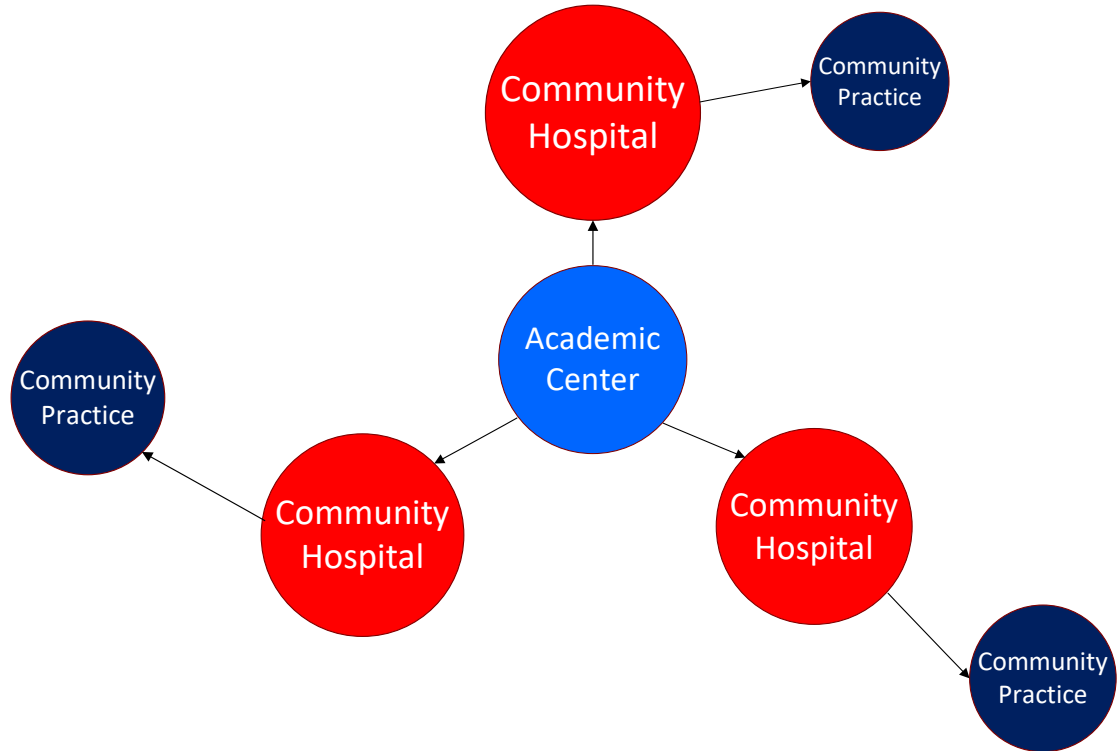 Community
Hospital
Community
Practice
Academic
Center
Community
Practice
Community
Hospital
Community
Hospital
Community
Practice